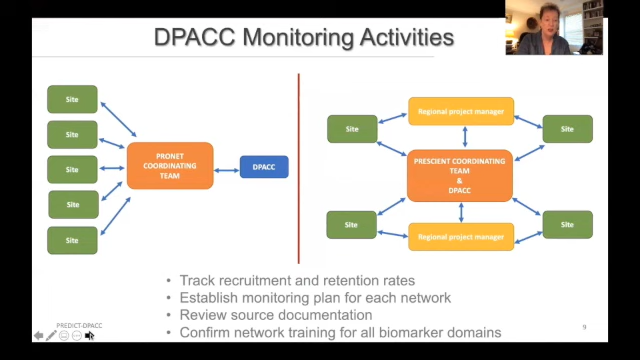 DPACC Monitoring Activities
Site
Site
Site
Site
Site
PRONET
COORDINATING
TEAM
DPACC
Regional project manager
Site
Site
PRESCIENT COORDINATING
TEAM
&
DPACC
Site
Site
Regional project manager
• Track recruitment and retention rates
• Establish monitoring plan for each network
• Review source documentation
• Confirm network training for all biomarker domains
PREDICT-DPACC
9